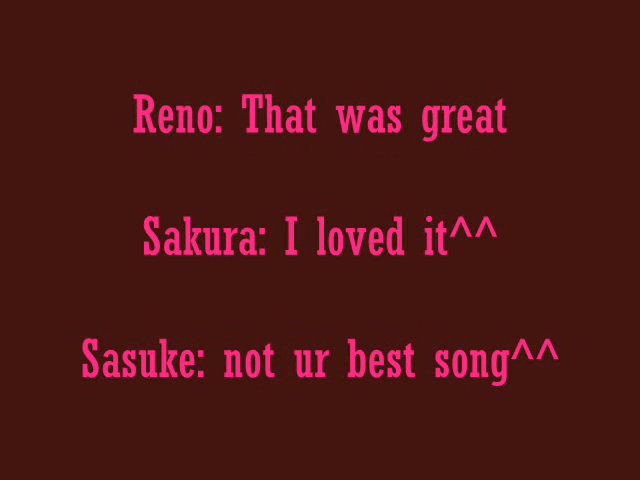 Reno: That was great
Sakura: I loved it^^
Sasuke: not ur best song^^